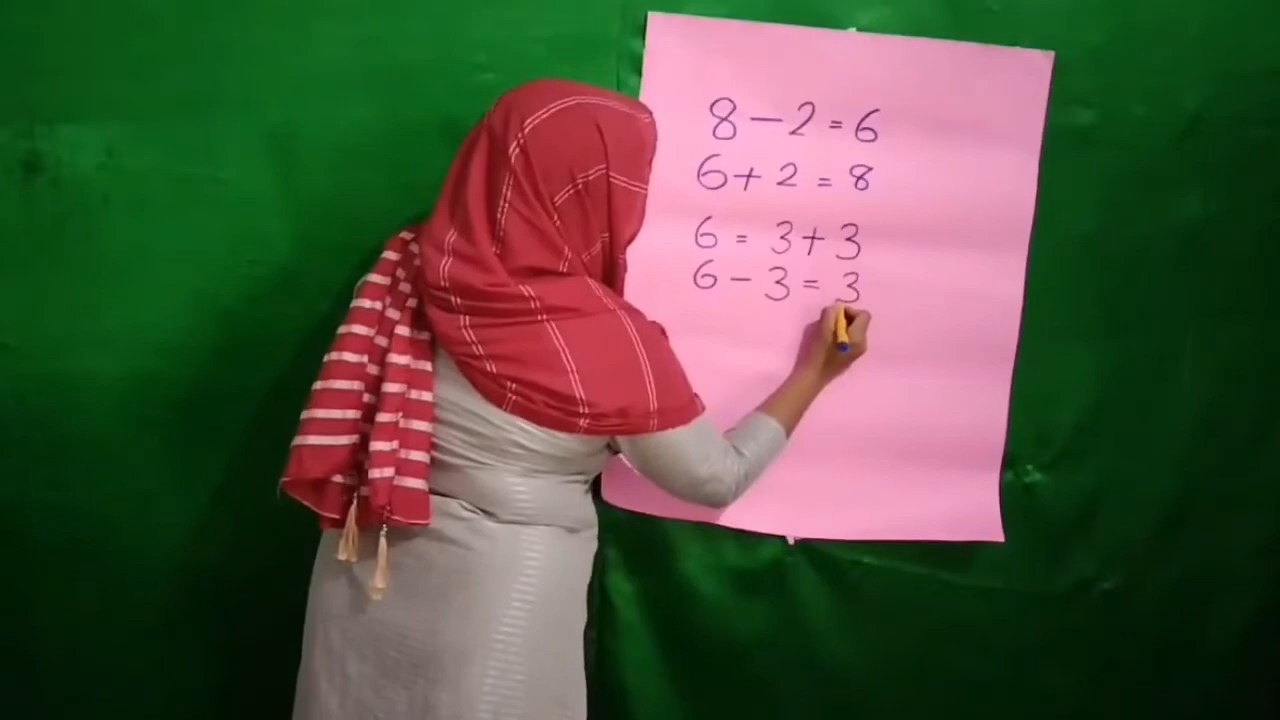 8 - 2 = 6
6 + 2 = 8
6 = 3 + 3
6 - 3 = 3